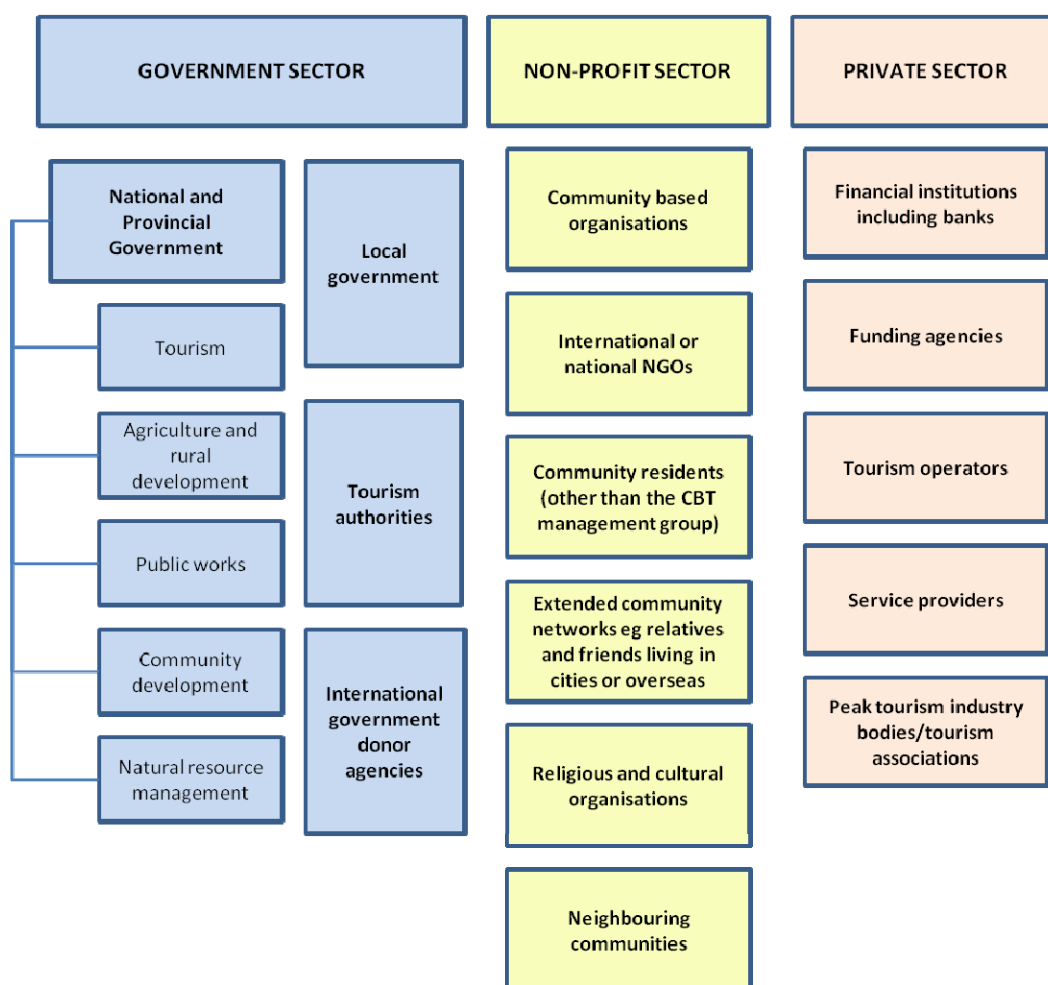 GOVERNMENT SECTOR
NON-PROFIT SECTOR
PRIVATE SECTOR
National and
Provincial
Government
Tourism
Agriculture and
rural
development
Public works
Community
development
Natural resource
management
Local
government
Tourism
authorities
International
government
donor
agencies
Community based
organisations
International or
national NGOs
Community residents
(other than the CBT
management group)
Extended community
networks eg relatives
and friends living in
cities or overseas
Religious and cultural
organisations
Neighbouring
communities
Financial institutions
including banks
Funding agencies
Tourism operators
Service providers
Peak tourism industry
bodies/tourism
associations